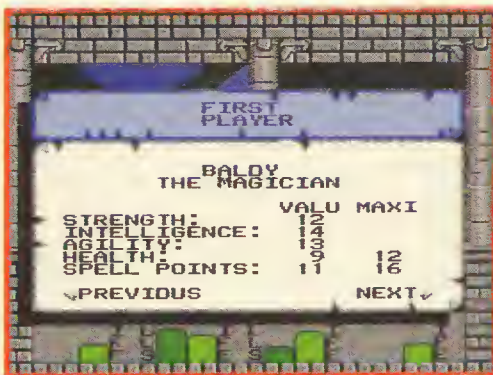 FIRST
PLAYER
BALDY
THE MAGICIAN
VALU MAXI
STRENGTH: 12
INTELLIGENCE: 14
AGILITY: 13
HEALTH: 9 12
SPELL POINTS: 11 16
PREVIOUS NEXT